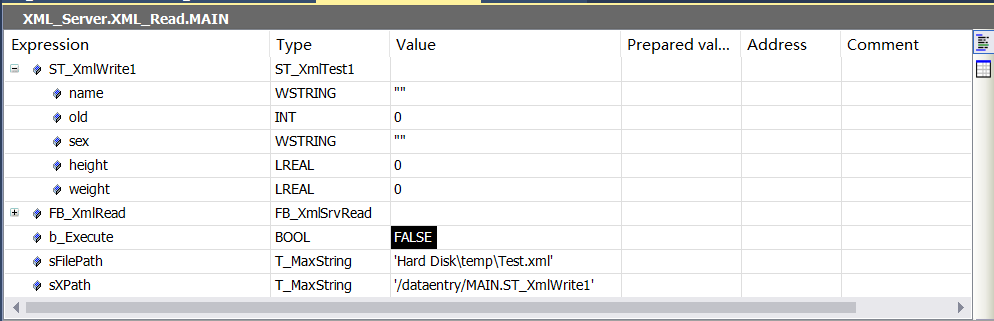 XML_Server.XML_Read.MAIN
Expression Type Value Prepared val... Address Comment
ST_XmlWrite1 ST_XmlTest1
name WSTRING ""
old INT 0
sex WSTRING ""
height LREAL 0
weight LREAL 0
FB_XmlRead FB_XmlSrvRead
b_Execute BOOL FALSE
sFilePath T_MaxString 'Hard Disk\temp\Test.xml'
sXPath T_MaxString '/dataentry/MAIN.ST_XmlWrite1'